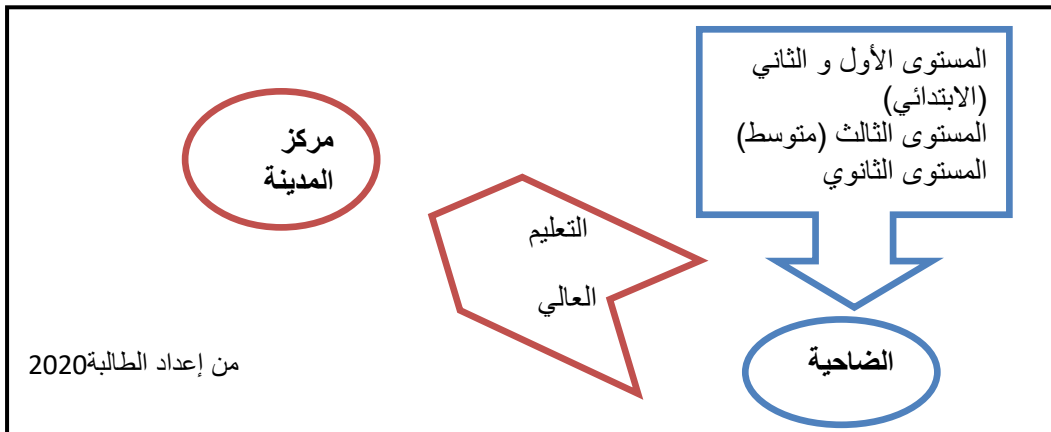 المستوى الأول و الثاني
(الابتدائي)
المستوى الثالث (متوسط)
المستوى الثانوي
مركز
المدينة
التعليم
العالي
الضاحية
من إعداد الطالبة2020